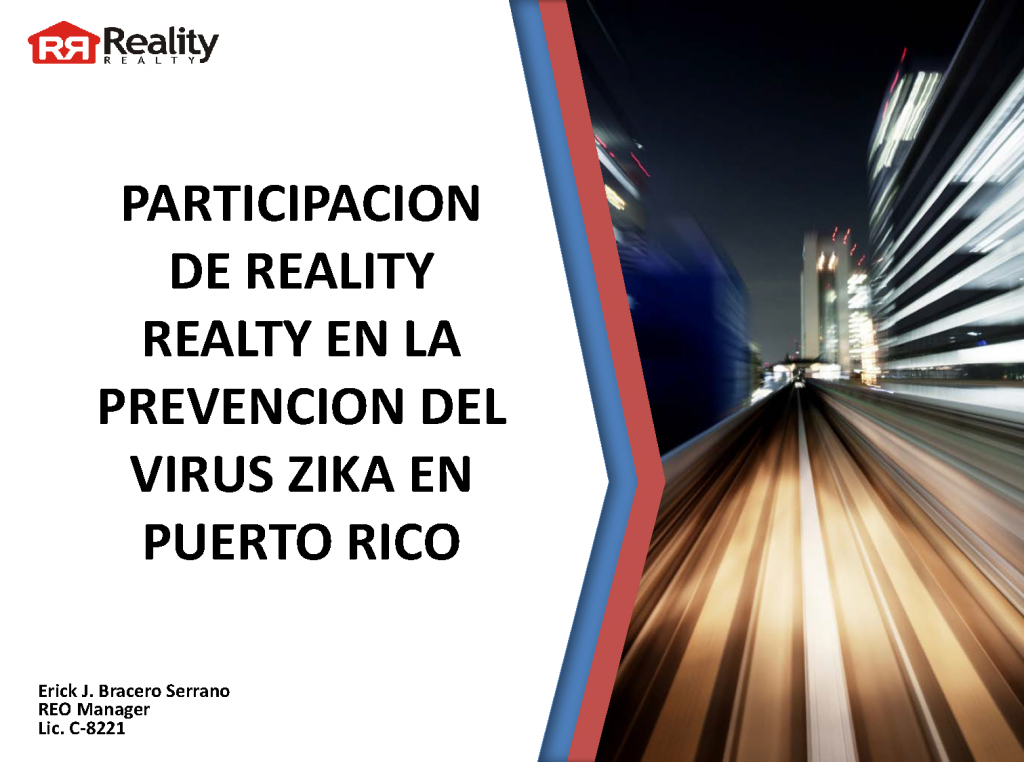 RR Reality
REALTY
PARTICIPACION
DE REALITY
REALTY EN LA
PREVENCION DEL
VIRUS ZIKA EN
PUERTO RICO
Erick J. Bracero Serrano
REO Manager
Lic. C-8221